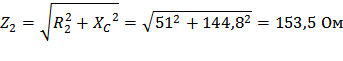 Z₂ = √(R₂² + X_C²) = √(51² + 144,8²) = 153,5 Ом